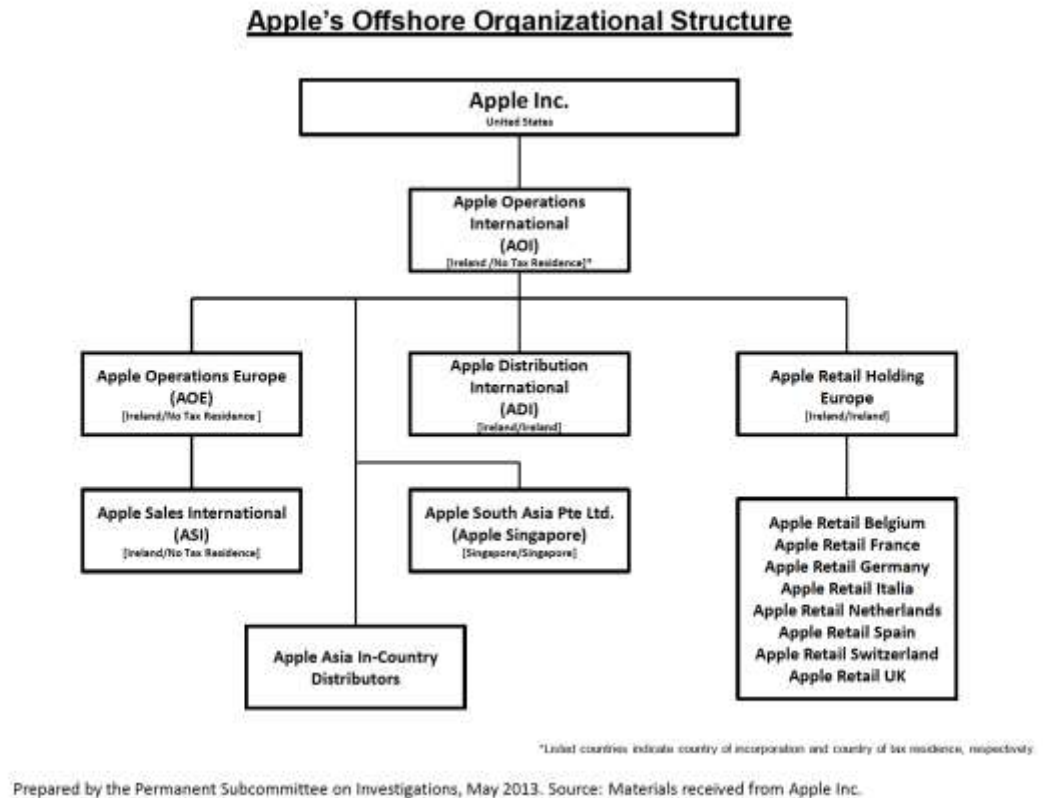 Apple's Offshore Organizational Structure
Apple Inc.
United States
Apple Operations
International
(AOI)
[Ireland /No Tax Residence]*
Apple Operations Europe
(AOE)
[Ireland/No Tax Residence ]
Apple Distribution
International
(ADI)
[Ireland/Ireland]
Apple Retail Holding
Europe
[Ireland/Ireland]
Apple Sales International
(ASI)
[Ireland/No Tax Residence]
Apple South Asia Pte Ltd.
(Apple Singapore)
[Singapore/Singapore]
Apple Retail Belgium
Apple Retail France
Apple Retail Germany
Apple Retail Italia
Apple Retail Netherlands
Apple Retail Spain
Apple Retail Switzerland
Apple Retail UK
Apple Asia In-Country
Distributors
*Listed countries indicate country of incorporation and country of tax residence, respectively.
Prepared by the Permanent Subcommittee on Investigations, May 2013. Source: Materials received from Apple Inc.